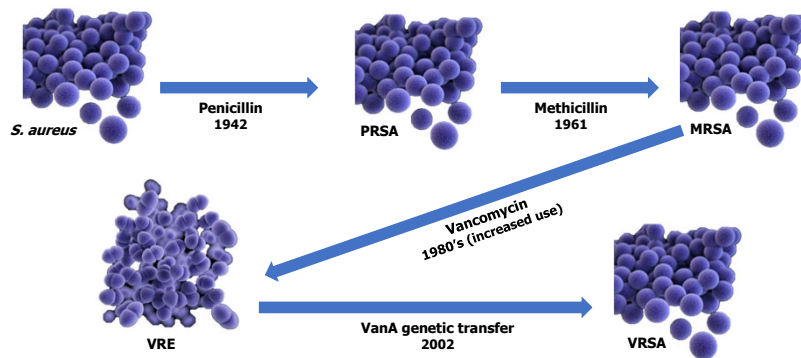 S. aureus
Penicillin
1942
PRSA
Methicillin
1961
MRSA
Vancomycin
1980's (increased use)
VRE
VanA genetic transfer
2002
VRSA